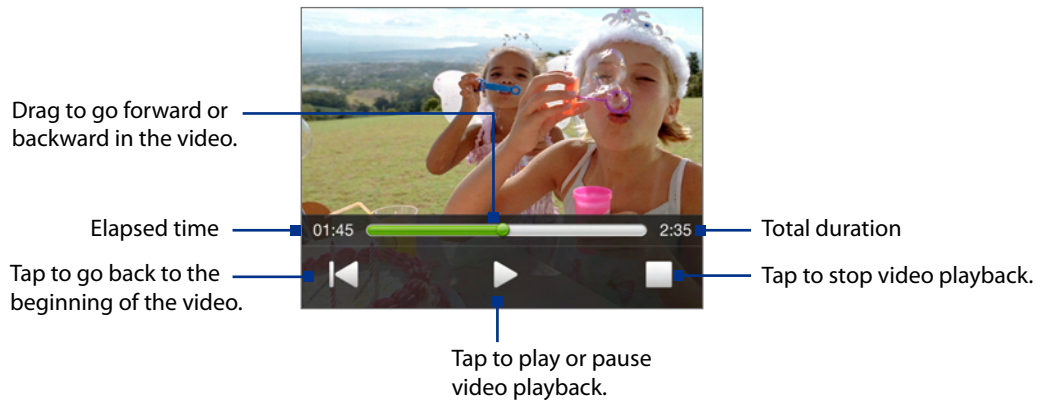 Drag to go forward or
backward in the video.
Elapsed time
01:45
2:35
Total duration
Tap to go back to the
beginning of the video.
Tap to stop video playback.
Tap to play or pause
video playback.